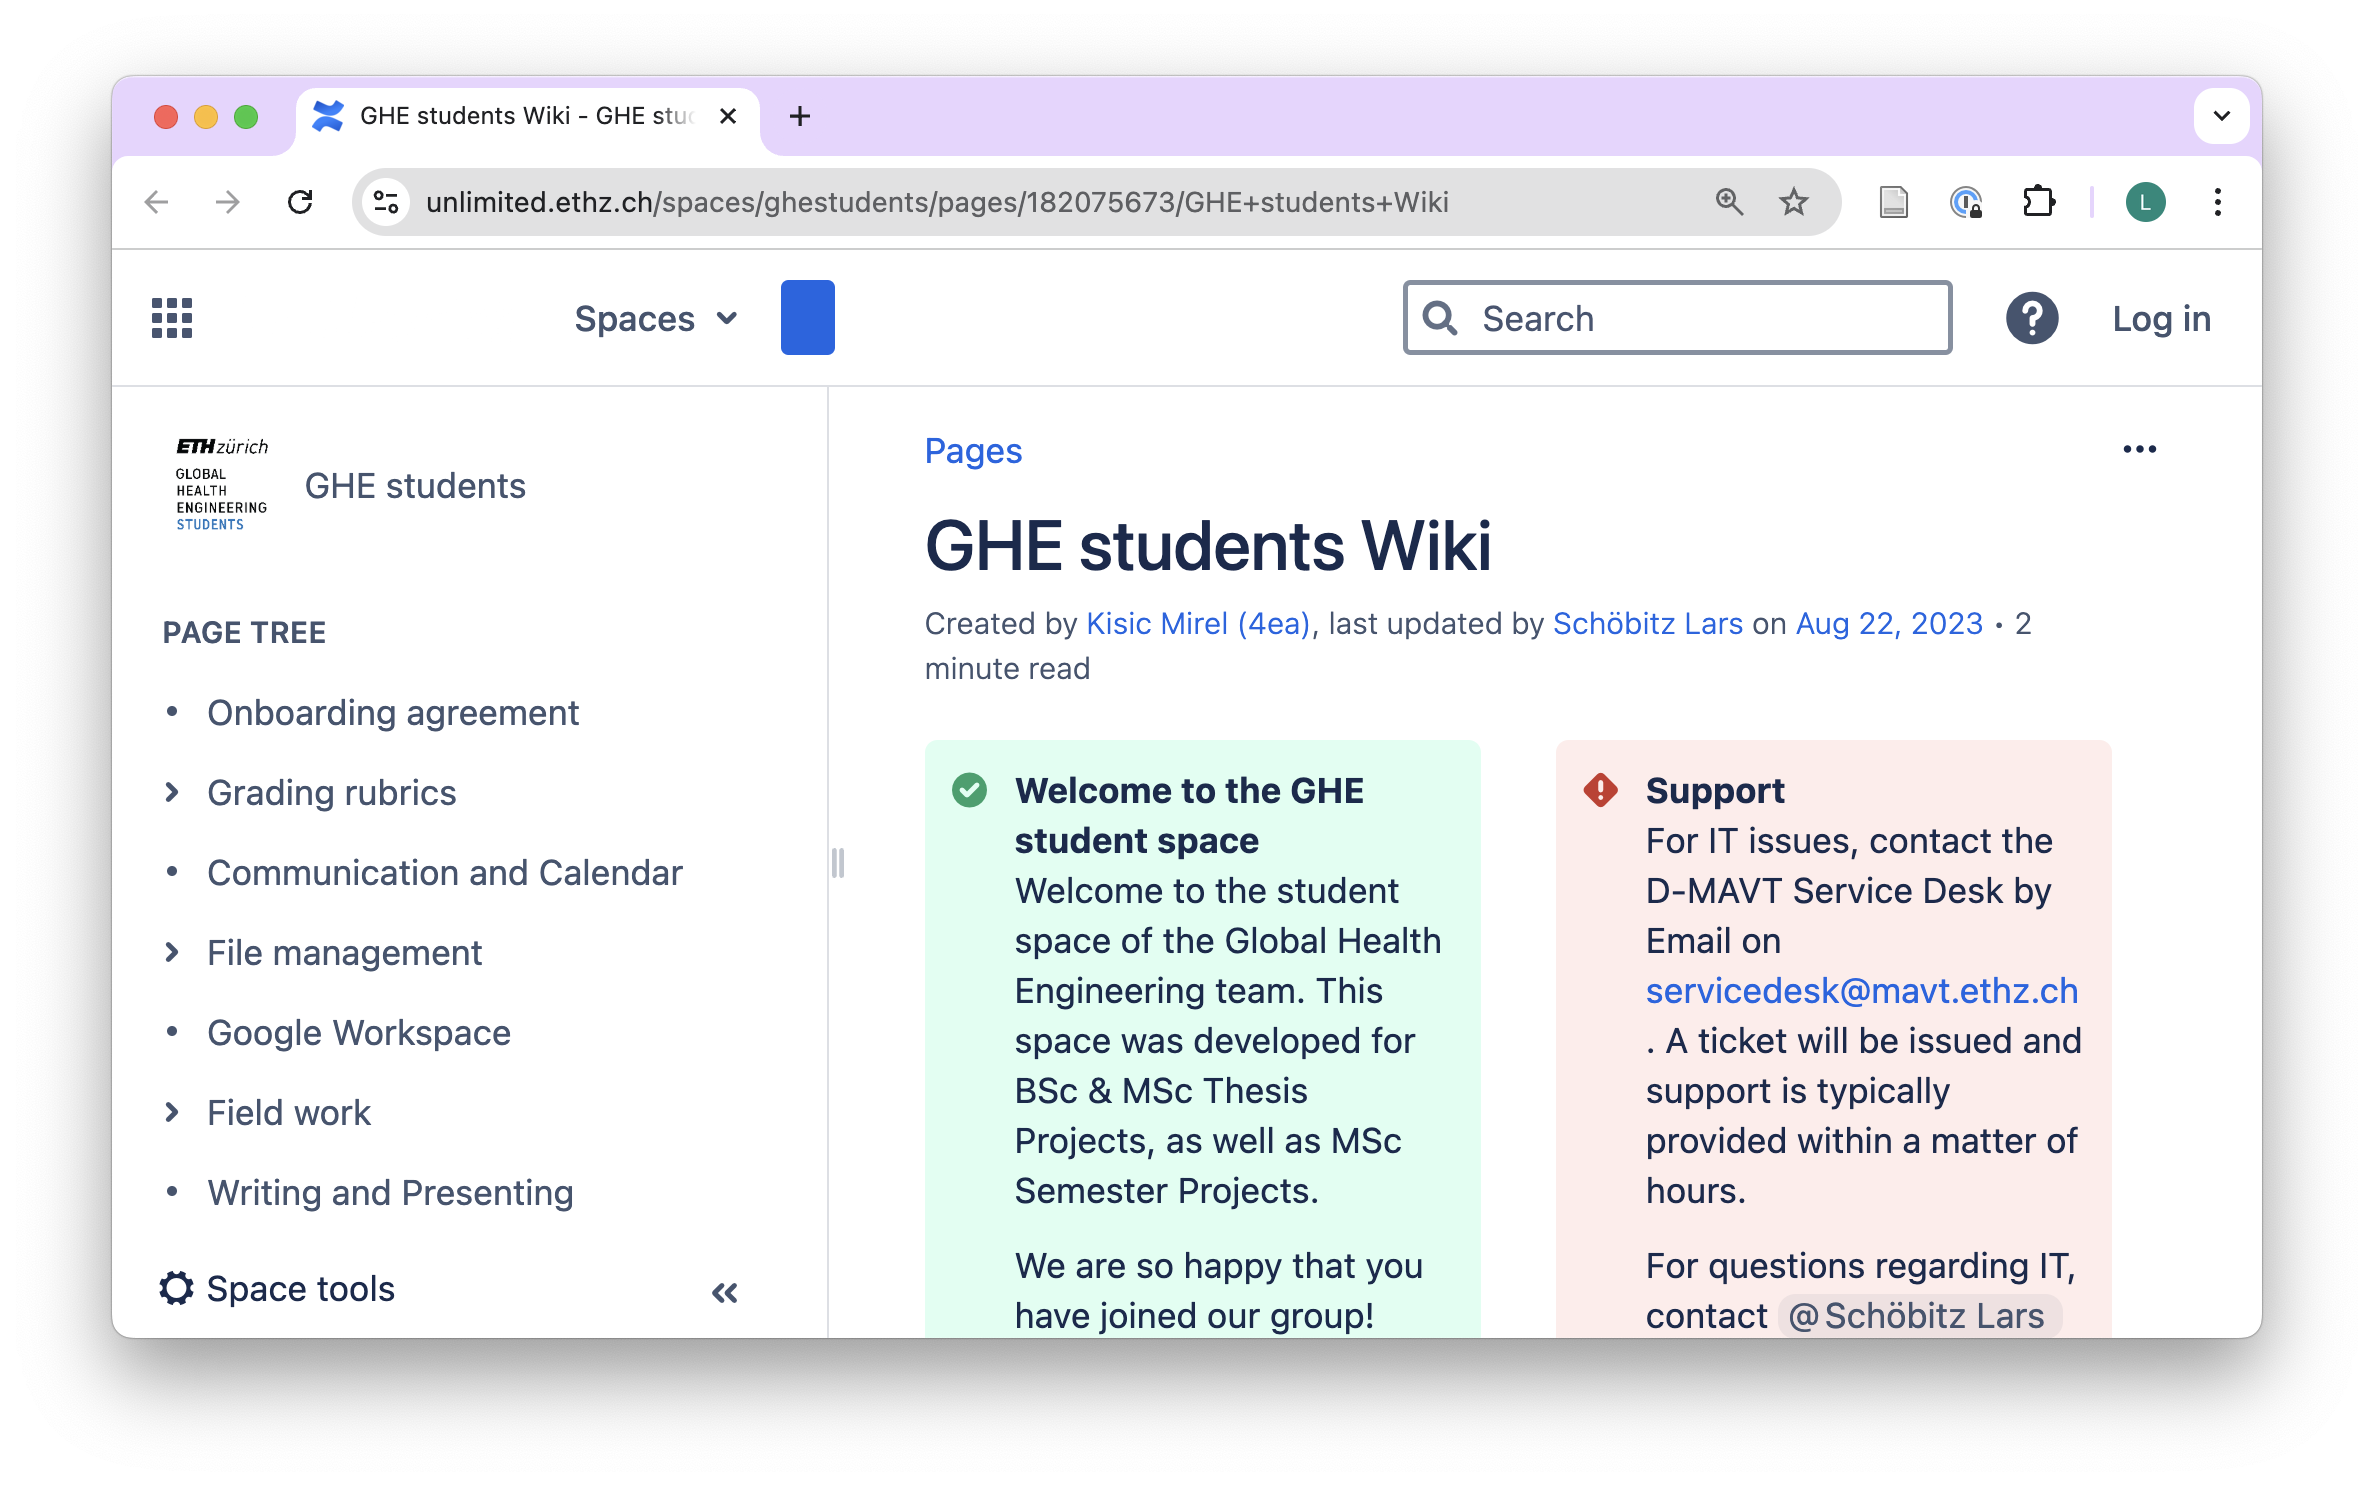 GHE students Wiki - GHE stu
unlimited.ethz.ch/spaces/ghestudents/pages/182075673/GHE+students+Wiki
L
Spaces
Search
?
Log in
ETH zürich
GLOBAL
HEALTH
ENGINEERING
STUDENTS
GHE students
PAGE TREE
• Onboarding agreement
Grading rubrics
• Communication and Calendar
File management
• Google Workspace
Field work
• Writing and Presenting
Space tools
Pages
GHE students Wiki
Created by Kisic Mirel (4ea), last updated by Schöbitz Lars on Aug 22, 2023 • 2
minute read
Welcome to the GHE
student space
Welcome to the student
space of the Global Health
Engineering team. This
space was developed for
BSc & MSc Thesis
Projects, as well as MSc
Semester Projects.
We are so happy that you
have joined our group!
Support
For IT issues, contact the
D-MAVT Service Desk by
Email on
servicedesk@mavt.ethz.ch
. A ticket will be issued and
support is typically
provided within a matter of
hours.
For questions regarding IT,
contact @Schöbitz Lars